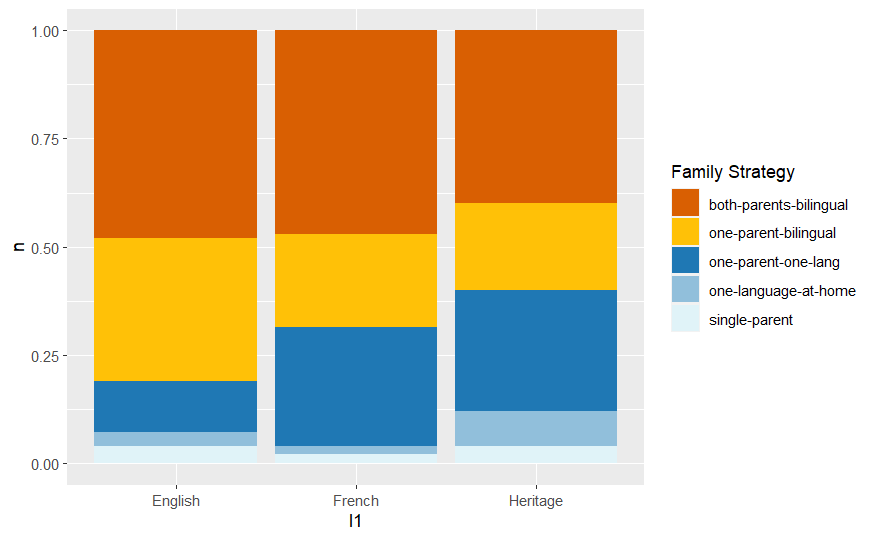 1.00
0.75
0.50
0.25
0.00
n
English
French
Heritage
l1
Family Strategy
both-parents-bilingual
one-parent-bilingual
one-parent-one-lang
one-language-at-home
single-parent